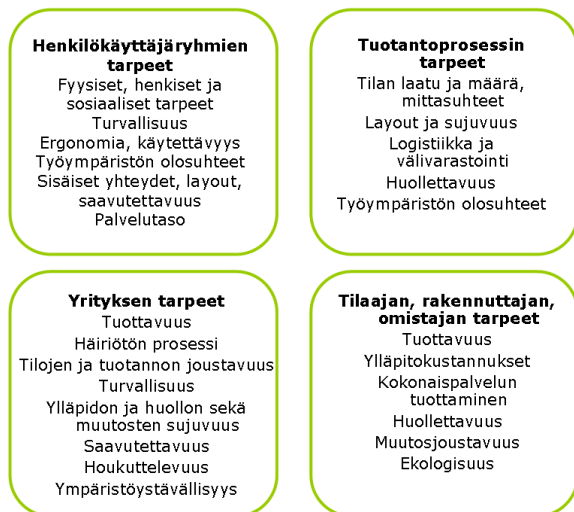 Henkilökäyttäjäryhmien
tarpeet
Fyysiset, henkiset ja
sosiaaliset tarpeet
Turvallisuus
Ergonomia, käytettävyys
Työympäristön olosuhteet
Sisäiset yhteydet, layout,
saavutettavuus
Palvelutaso
Tuotantoprosessin
tarpeet
Tilan laatu ja määrä,
mittasuhteet
Layout ja sujuvuus
Logistiikka ja
välivarastointi
Huollettavuus
Työympäristön olosuhteet
Yrityksen tarpeet
Tuottavuus
Häiriötön prosessi
Tilojen ja tuotannon joustavuus
Turvallisuus
Ylläpidon ja huollon sekä
muutosten sujuvuus
Saavutettavuus
Houkuttelevuus
Ympäristöystävällisyys
Tilaajan, rakennuttajan,
omistajan tarpeet
Tuottavuus
Ylläpitokustannukset
Kokonaispalvelun
tuottaminen
Huollettavuus
Muutosjoustavuus
Ekologisuus